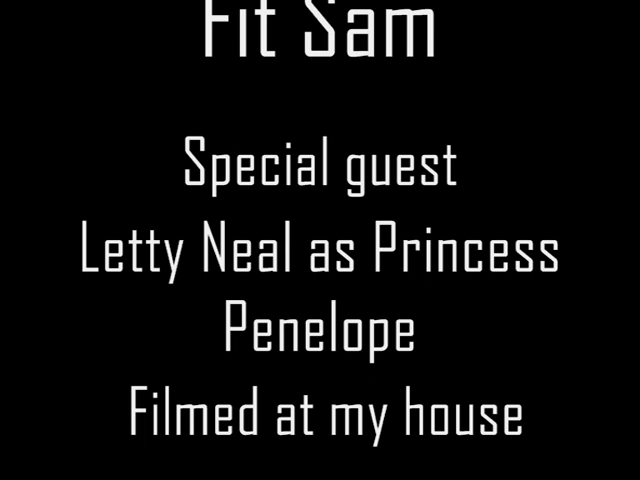 Fit Sam
Special guest
Letty Neal as Princess
Penelope
Filmed at my house